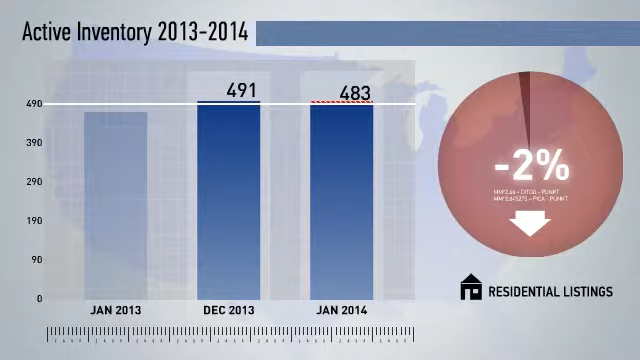 Active Inventory 2013-2014
491
483
490
390
290
190
90
0
JAN 2013
DEC 2013
JAN 2014
-2%
RESIDENTIAL LISTINGS